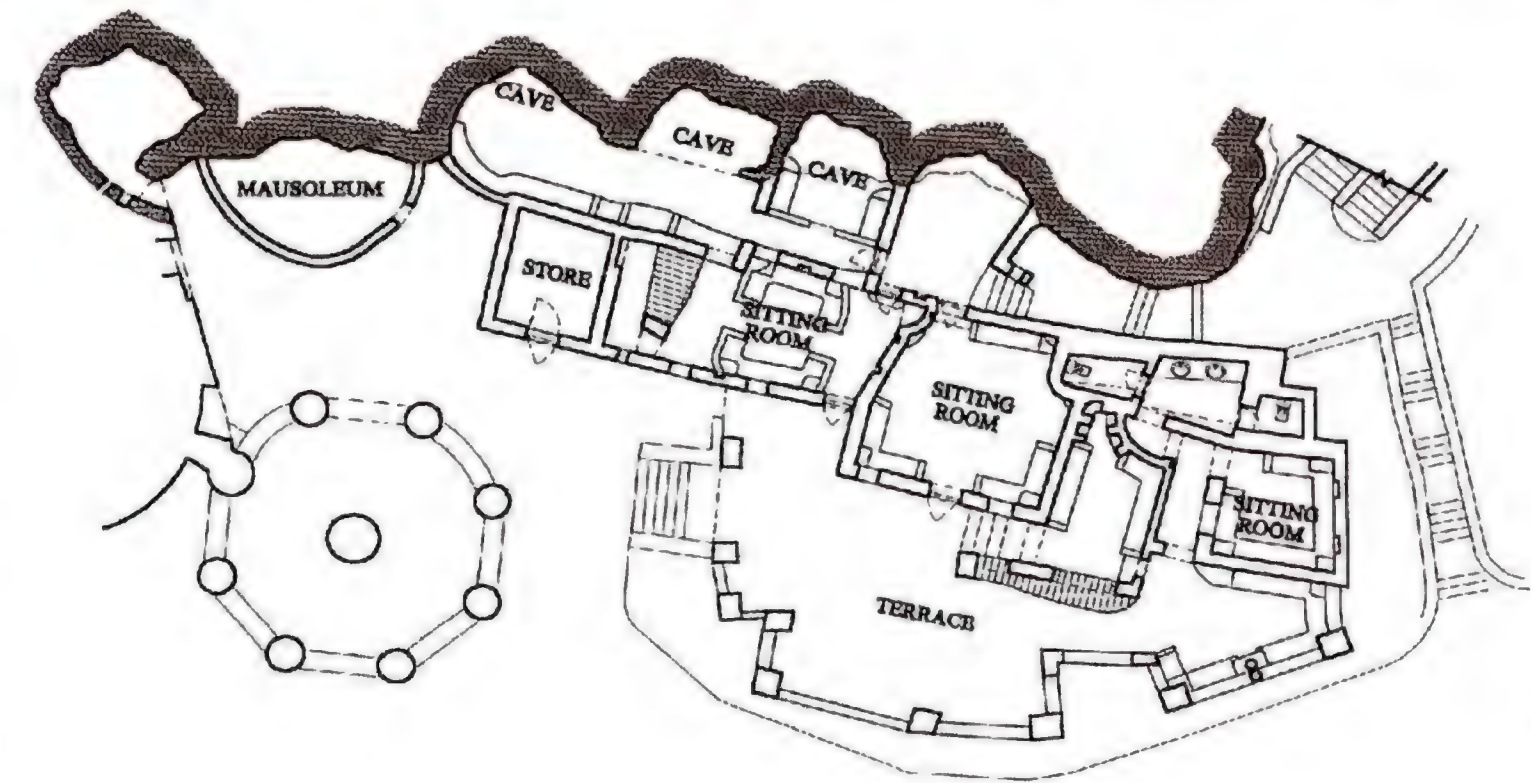 CAVE
CAVE
CAVE
MAUSOLEUM
STORE
SITTING
ROOM
SITTING
ROOM
SITTING
ROOM
TERRACE